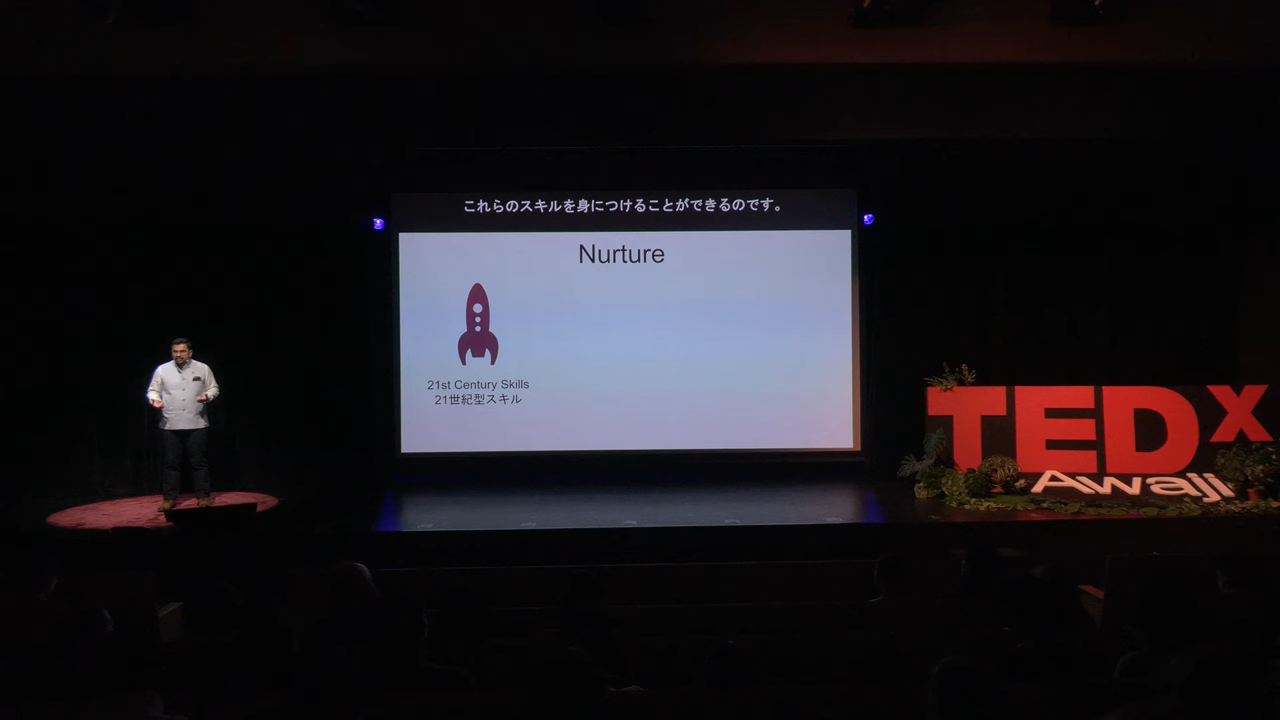 これらのスキルを身につけることができるのです。
Nurture
21st Century Skills
21世紀型スキル
TEDx
Awaji